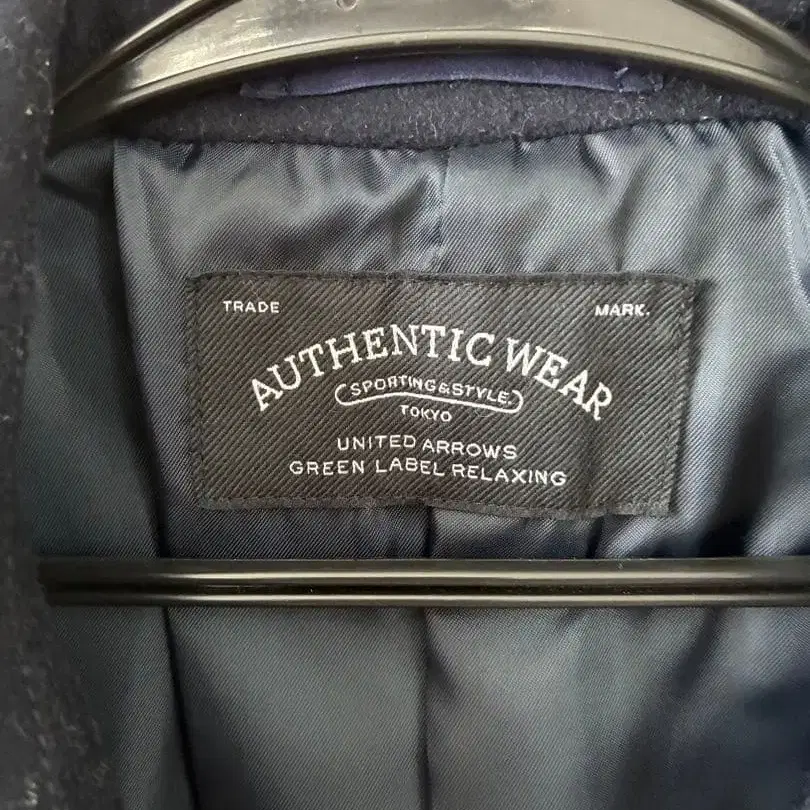 TRADE MARK.
AUTHENTIC WEAR
SPORTING&STYLE.
TOKYO
UNITED ARROWS
GREEN LABEL RELAXING